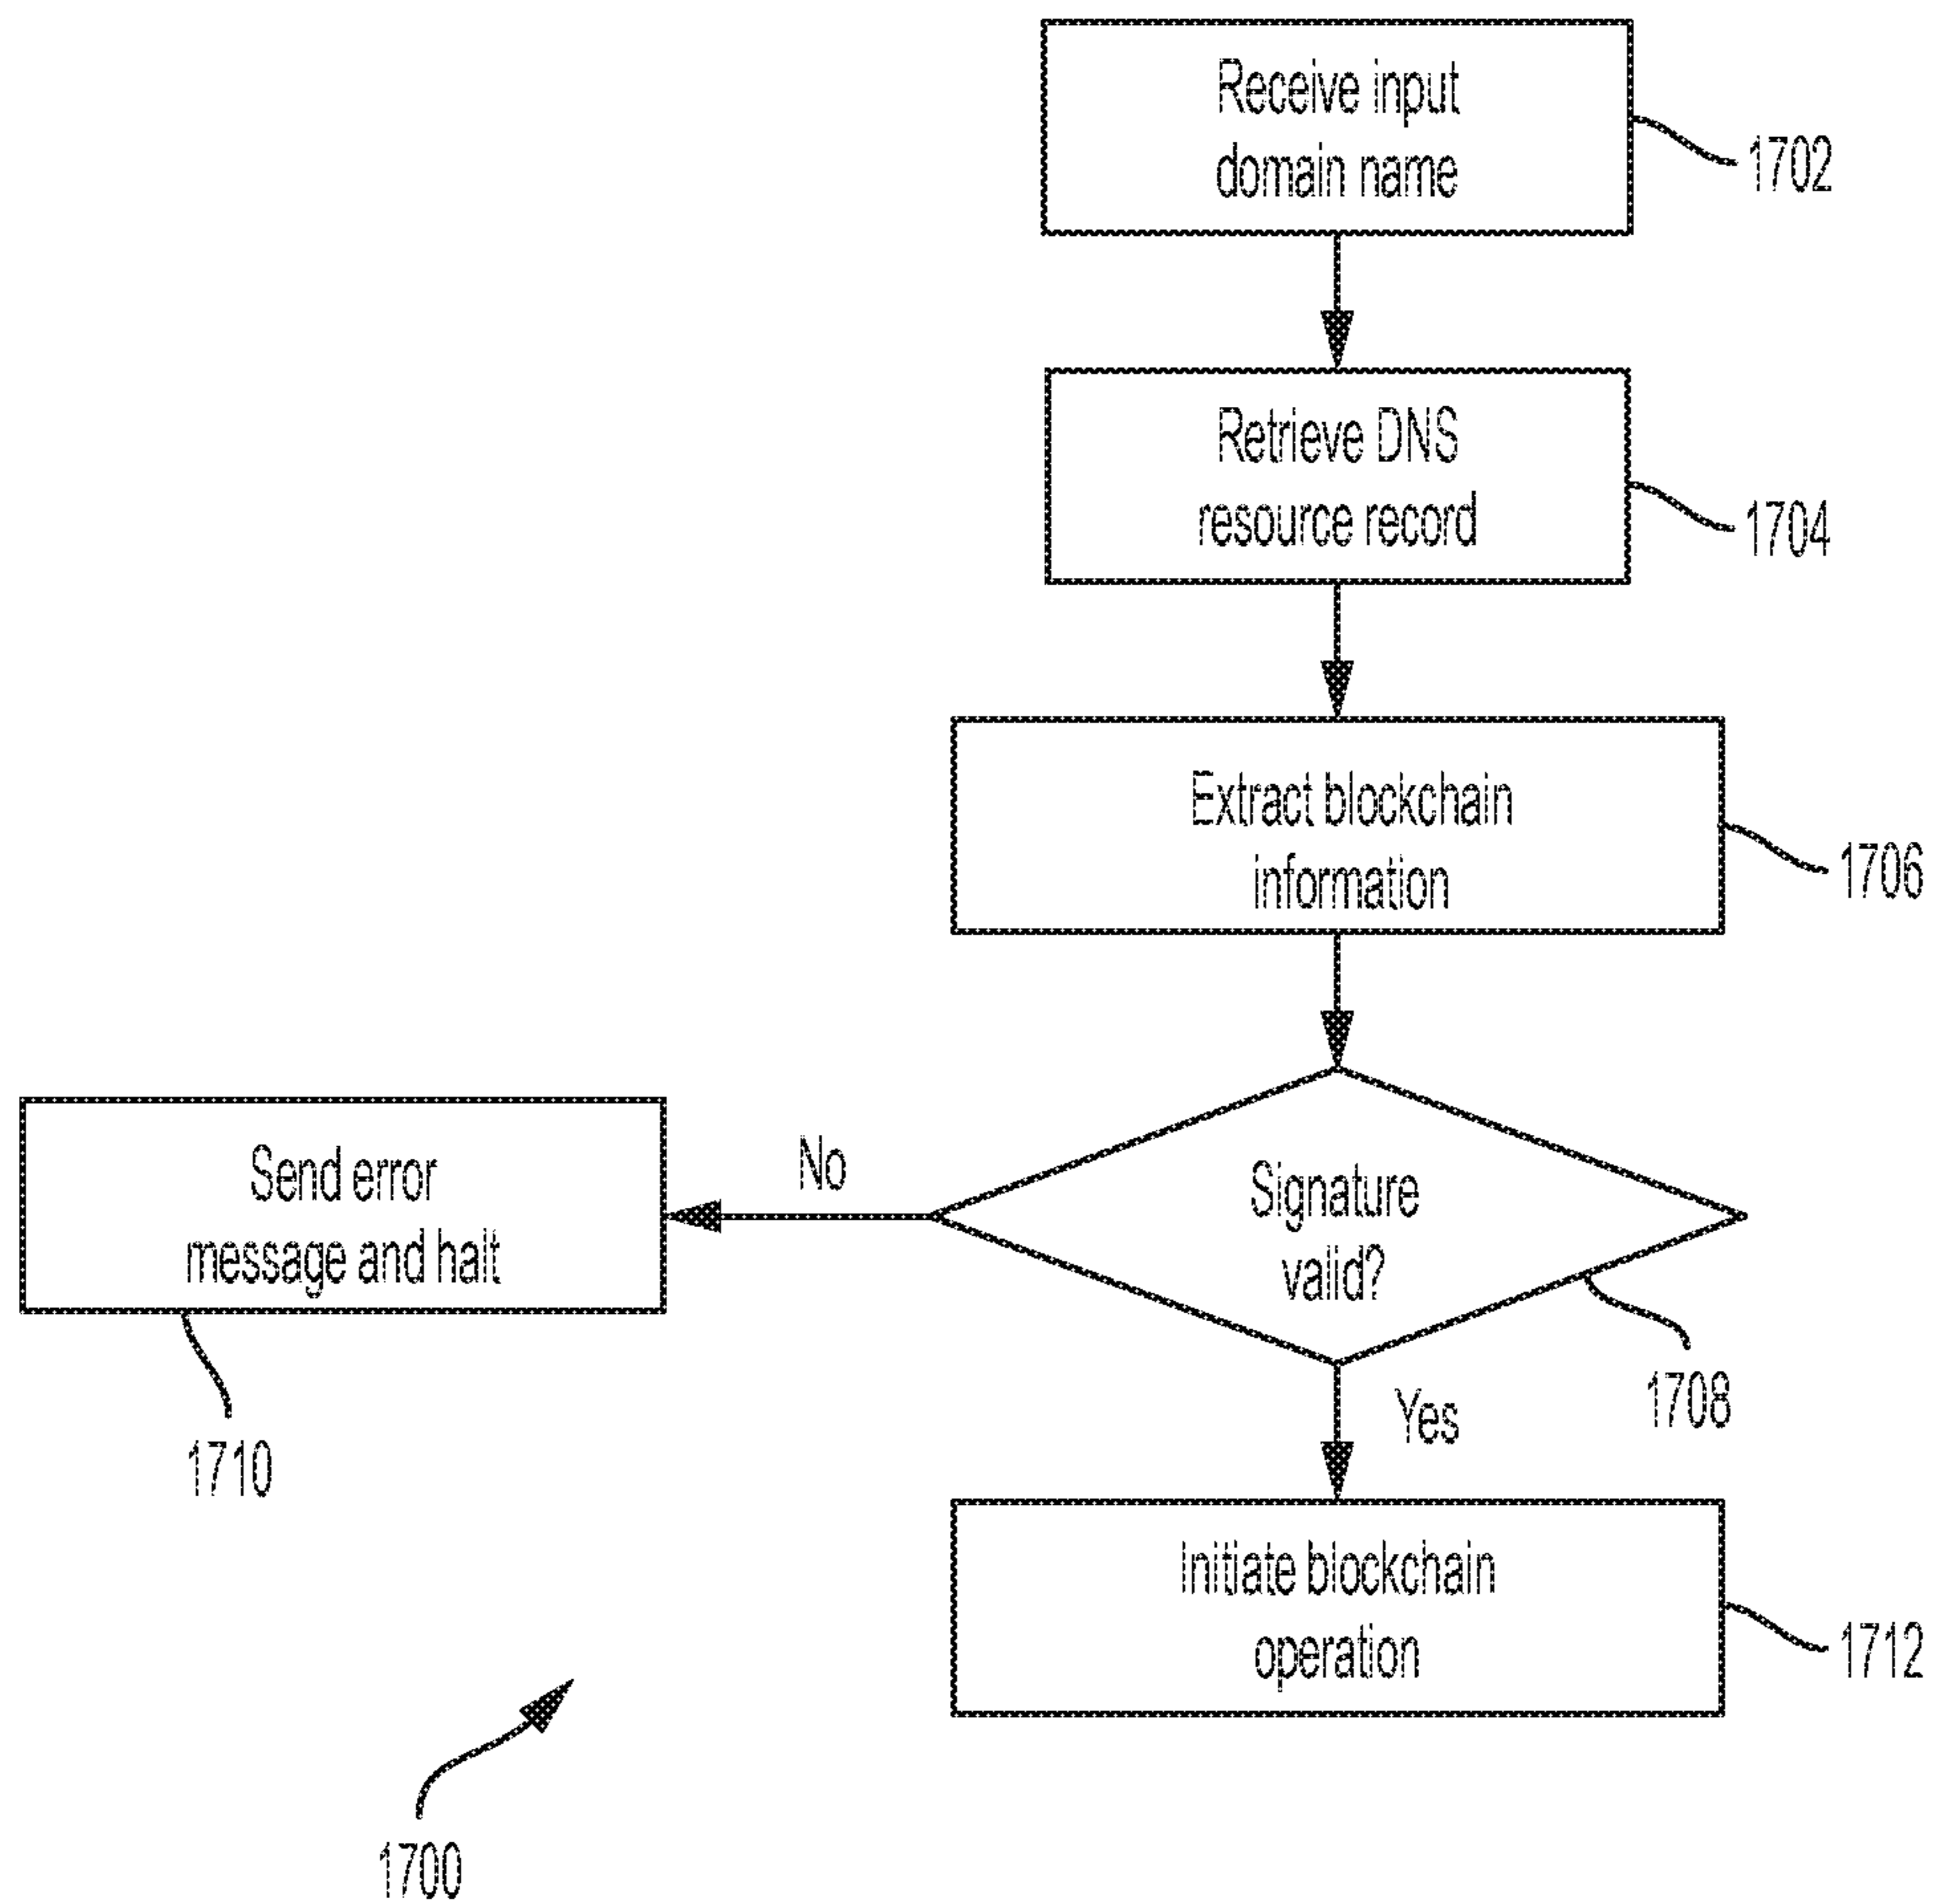 Receive input
domain name
1702
Retrieve DNS
resource record
1704
Extract blockchain
information
1706
Signature
valid?
1708
No
Send error
message and halt
1710
Yes
Initiate blockchain
operation
1712
1700